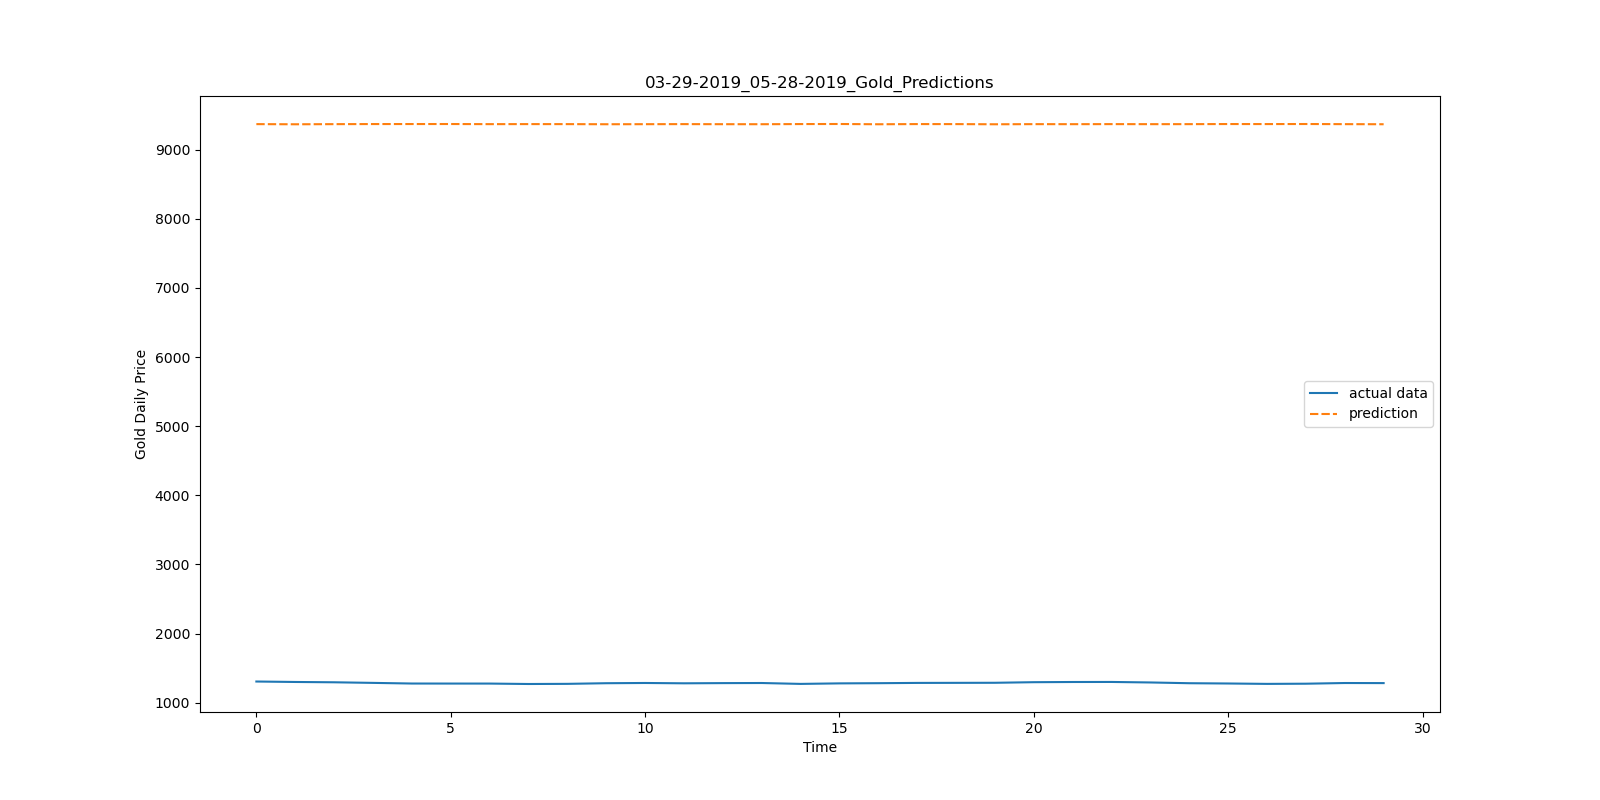 03-29-2019_05-28-2019_Gold_Predictions
Gold Daily Price
9000
8000
7000
6000
5000
4000
3000
2000
1000
actual data
prediction
0 5 10 15 20 25 30
Time